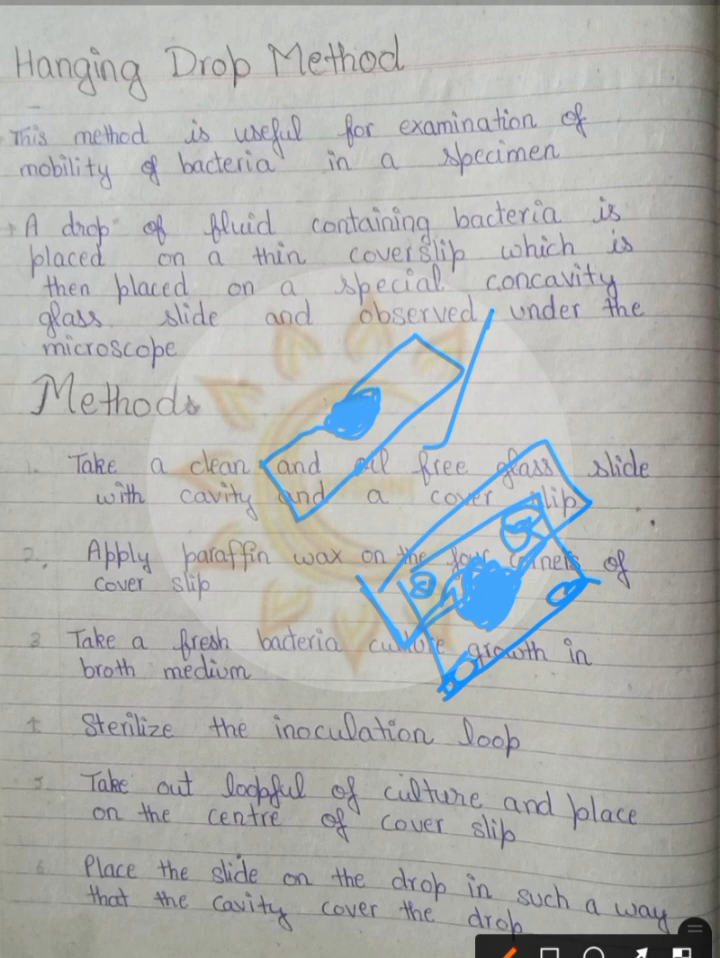 Hanging Drop Method
This method is useful for examination of
mobility of bacteria in a specimen
A drop of fluid containing bacteria is
placed on a thin coverslip which is
then placed on a special concavity
glass slide and observed under the
microscope
Methods
1. Take a clean and oil free glass slide
with cavity and a cover slip
2. Apply paraffin wax on the four corners of
cover slip
3 Take a fresh bacteria culture growth in
broth medium
4 Sterilize the inoculation loop
5 Take out loopful of culture and place
on the centre of cover slip
6 Place the slide on the drop in such a way
that the cavity cover the drop